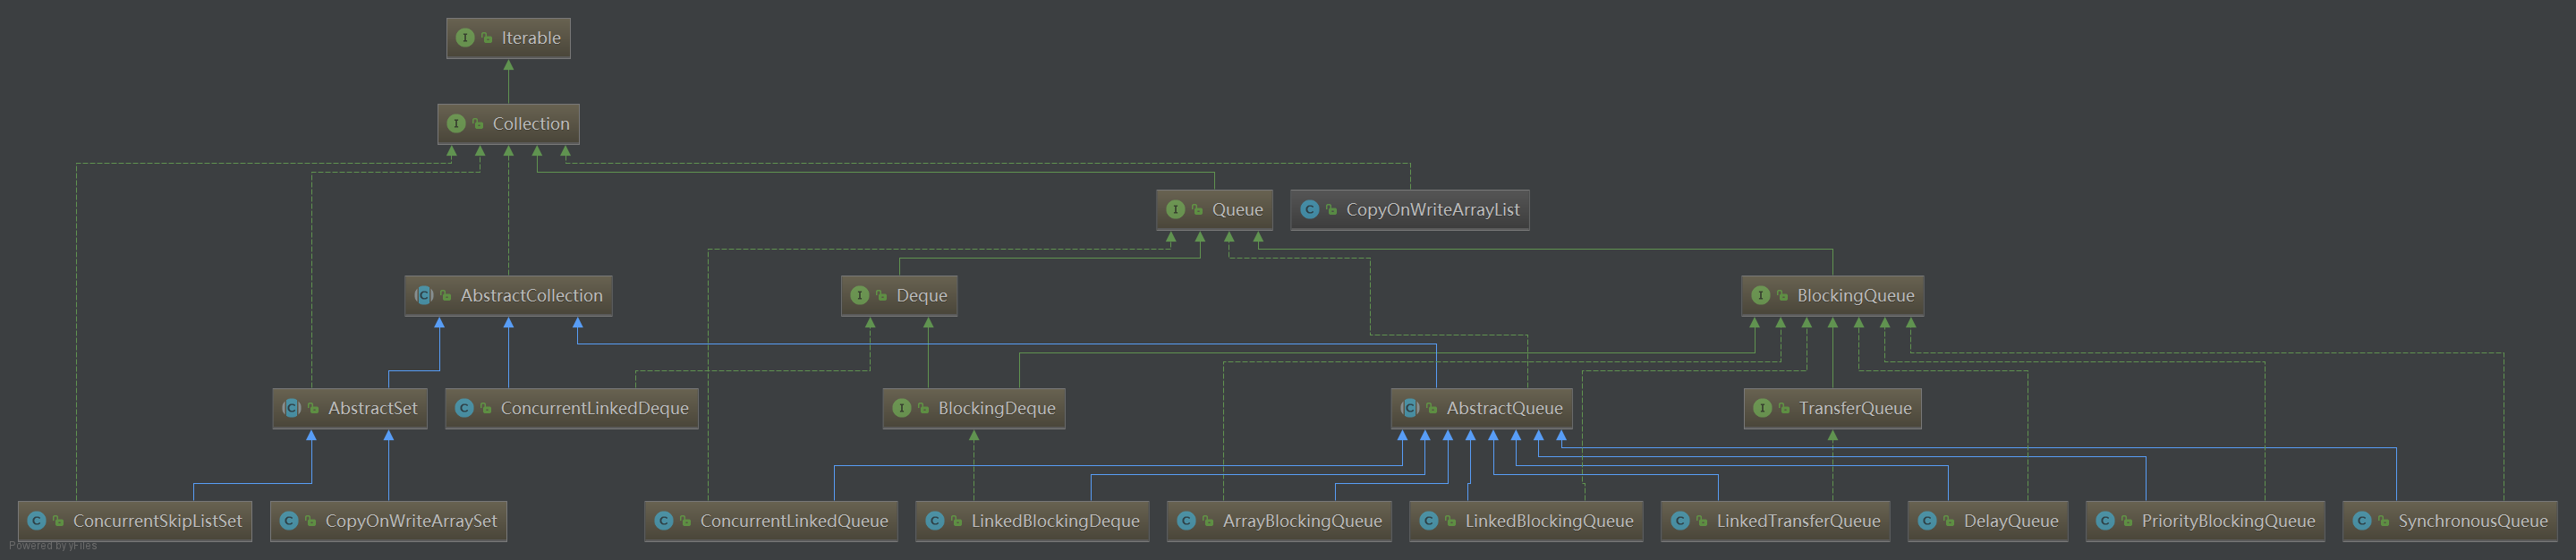 I Iterable
I Collection
I Queue
C CopyOnWriteArrayList
C AbstractCollection
I Deque
I BlockingQueue
C AbstractSet
C ConcurrentLinkedDeque
I BlockingDeque
C AbstractQueue
I TransferQueue
C ConcurrentSkipListSet
C CopyOnWriteArraySet
C ConcurrentLinkedQueue
C LinkedBlockingDeque
C ArrayBlockingQueue
C LinkedBlockingQueue
C LinkedTransferQueue
C DelayQueue
C PriorityBlockingQueue
C SynchronousQueue
Powered by yFiles